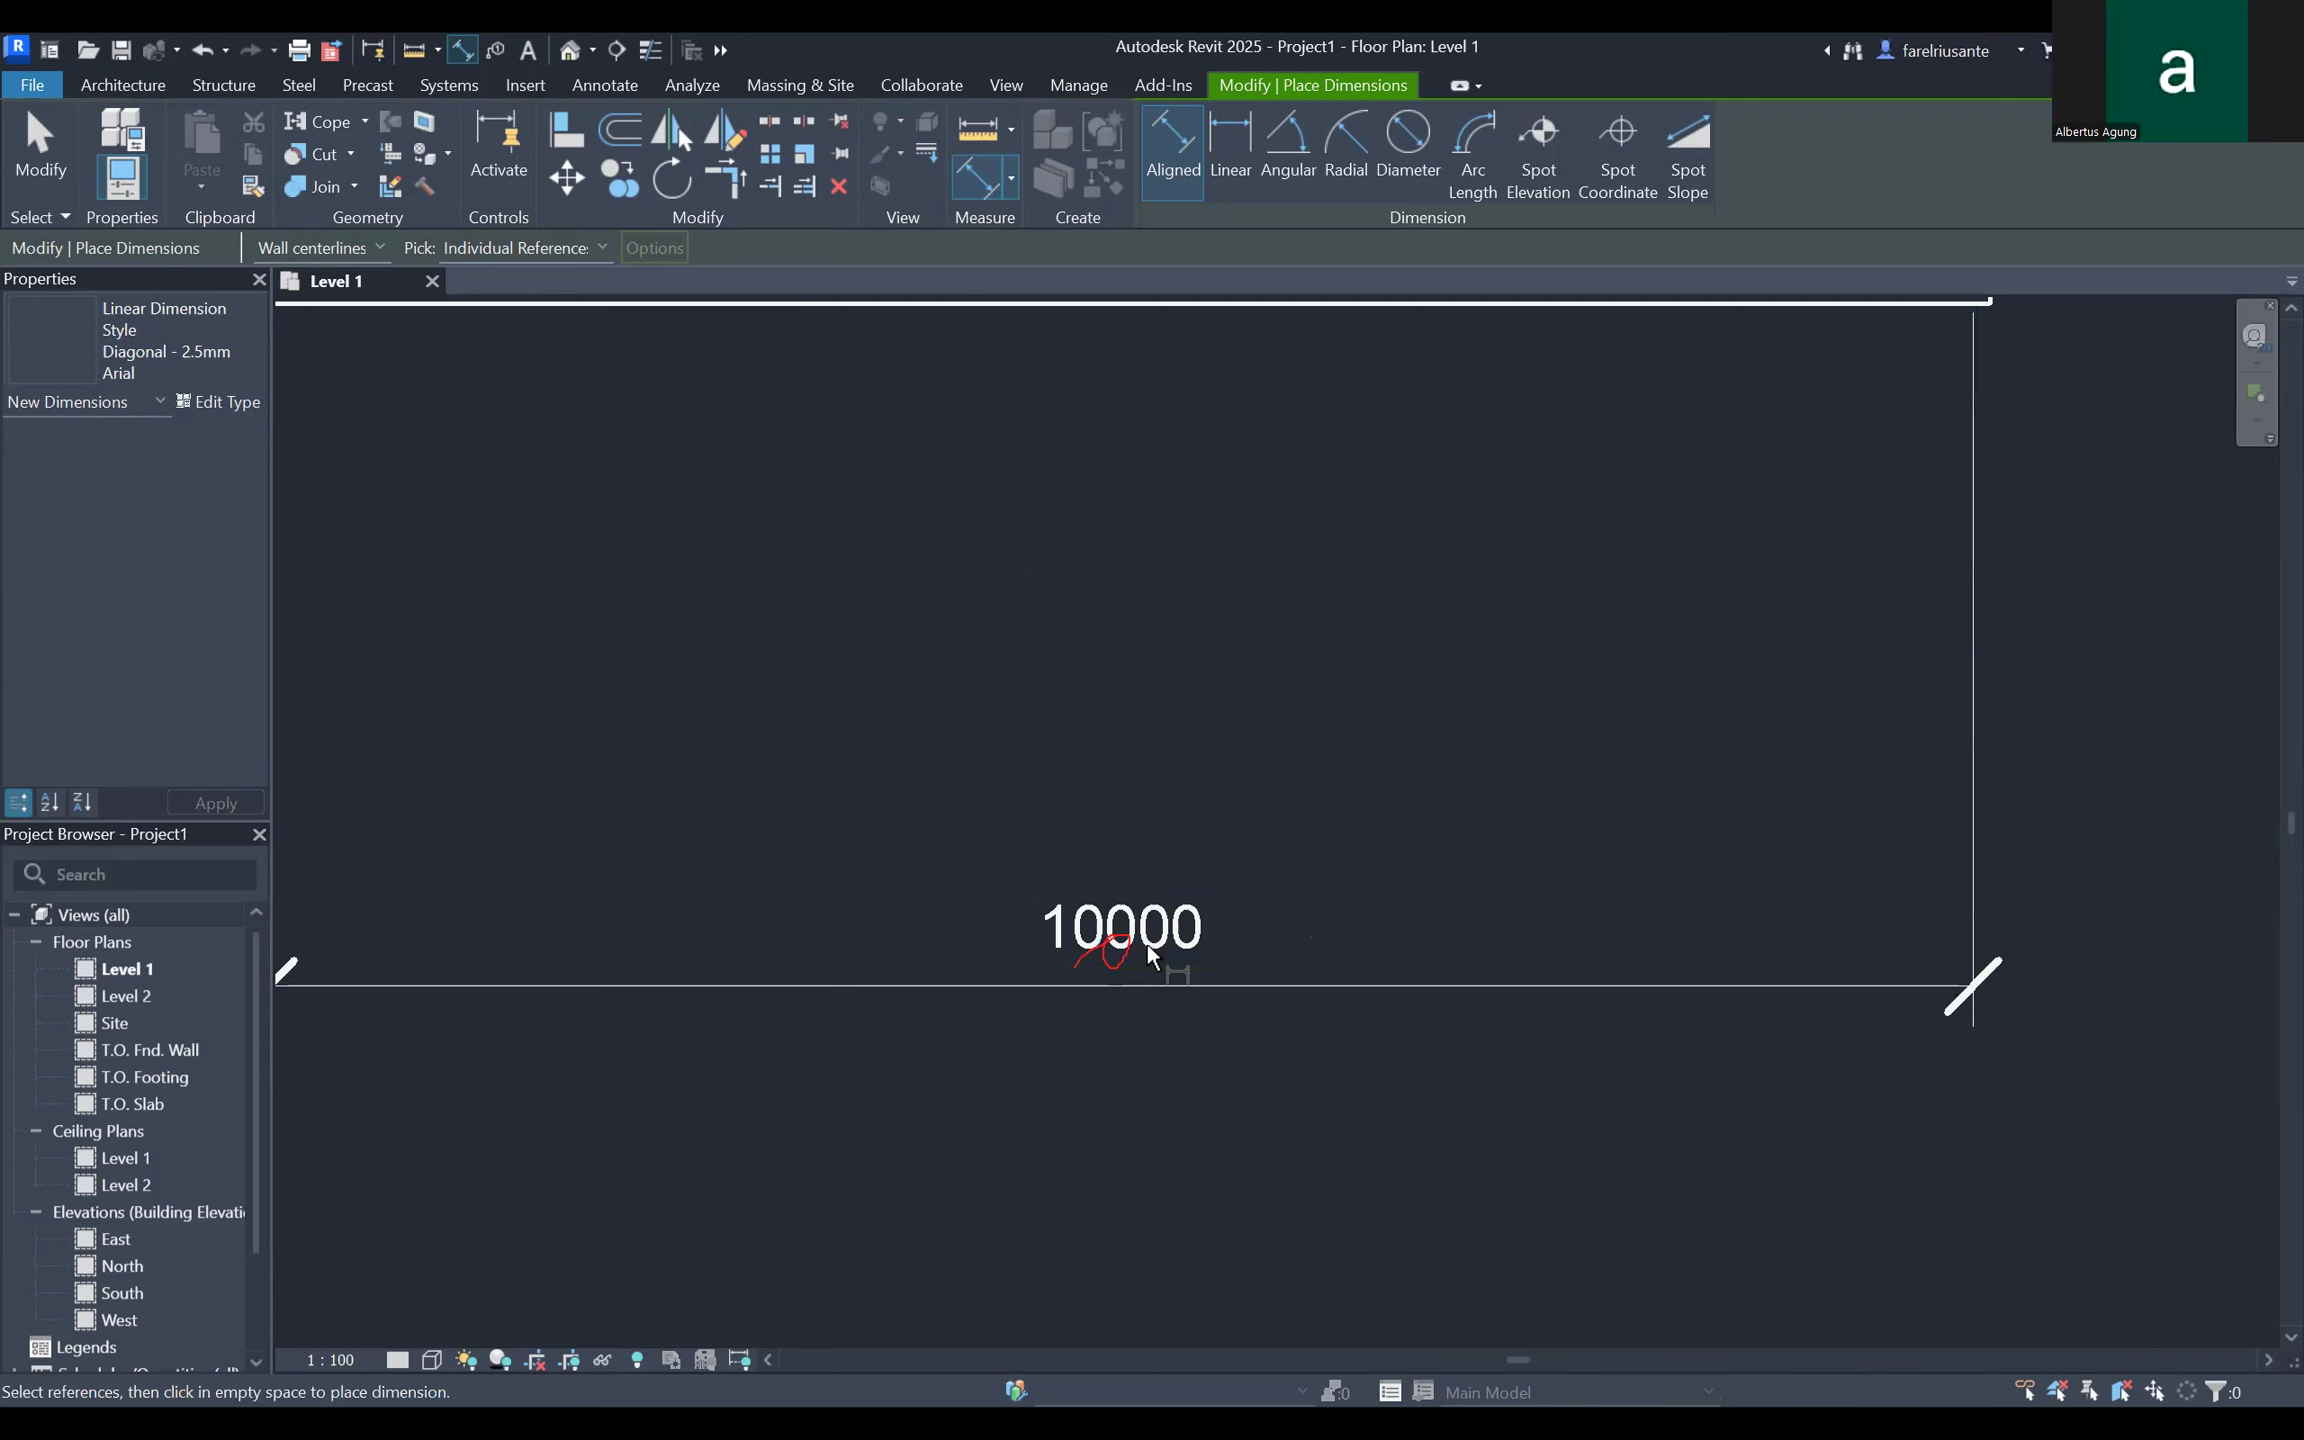 Autodesk Revit 2025 - Project1 - Floor Plan: Level 1
farelriusante
a
Albertus Agung
File Architecture Structure Steel Precast Systems Insert Annotate Analyze Massing & Site Collaborate View Manage Add-Ins Modify | Place Dimensions
Modify
Paste
Cope
Cut
Join
Activate
Aligned Linear Angular Radial Diameter Arc Length Spot Elevation Spot Coordinate Spot Slope
Select Properties Clipboard Geometry Controls Modify View Measure Create Dimension
Modify | Place Dimensions Wall centerlines Pick: Individual Reference Options
Properties
Level 1
Linear Dimension
Style
Diagonal - 2.5mm
Arial
New Dimensions Edit Type
Apply
Project Browser - Project1
Search
Views (all)
Floor Plans
Level 1
Level 2
Site
T.O. Fnd. Wall
T.O. Footing
T.O. Slab
Ceiling Plans
Level 1
Level 2
Elevations (Building Elevati
East
North
South
West
Legends
10000
1 : 100
Select references, then click in empty space to place dimension.
:0
Main Model
:0